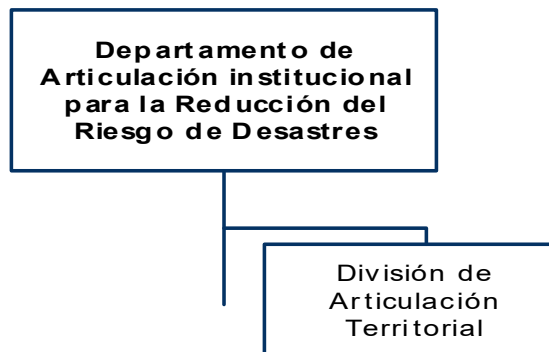 Departamento de
Articulación institucional
para la Reducción del
Riesgo de Desastres
División de
Articulación
Territorial